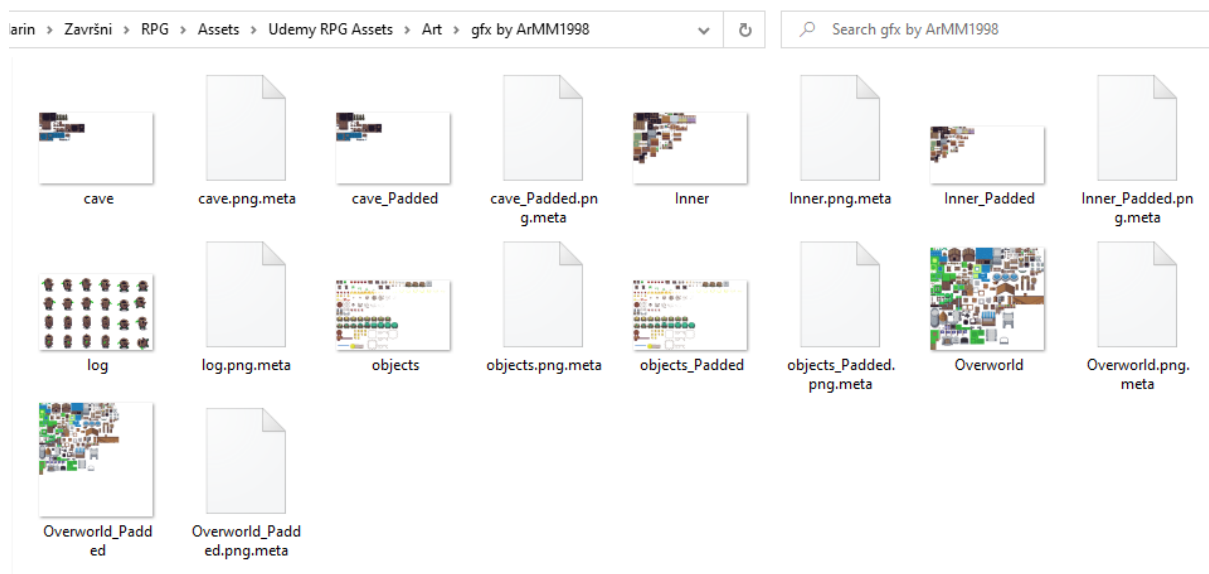 arin > Završni > RPG > Assets > Udemy RPG Assets > Art > gfx by ArMM1998
Search gfx by ArMM1998
cave
cave.png.meta
cave_Padded
cave_Padded.pn
g.meta
Inner
Inner.png.meta
Inner_Padded
Inner_Padded.pn
g.meta
log
log.png.meta
objects
objects.png.meta
objects_Padded
objects_Padded.
png.meta
Overworld
Overworld.png.
meta
Overworld_Padd
ed
Overworld_Padd
ed.png.meta